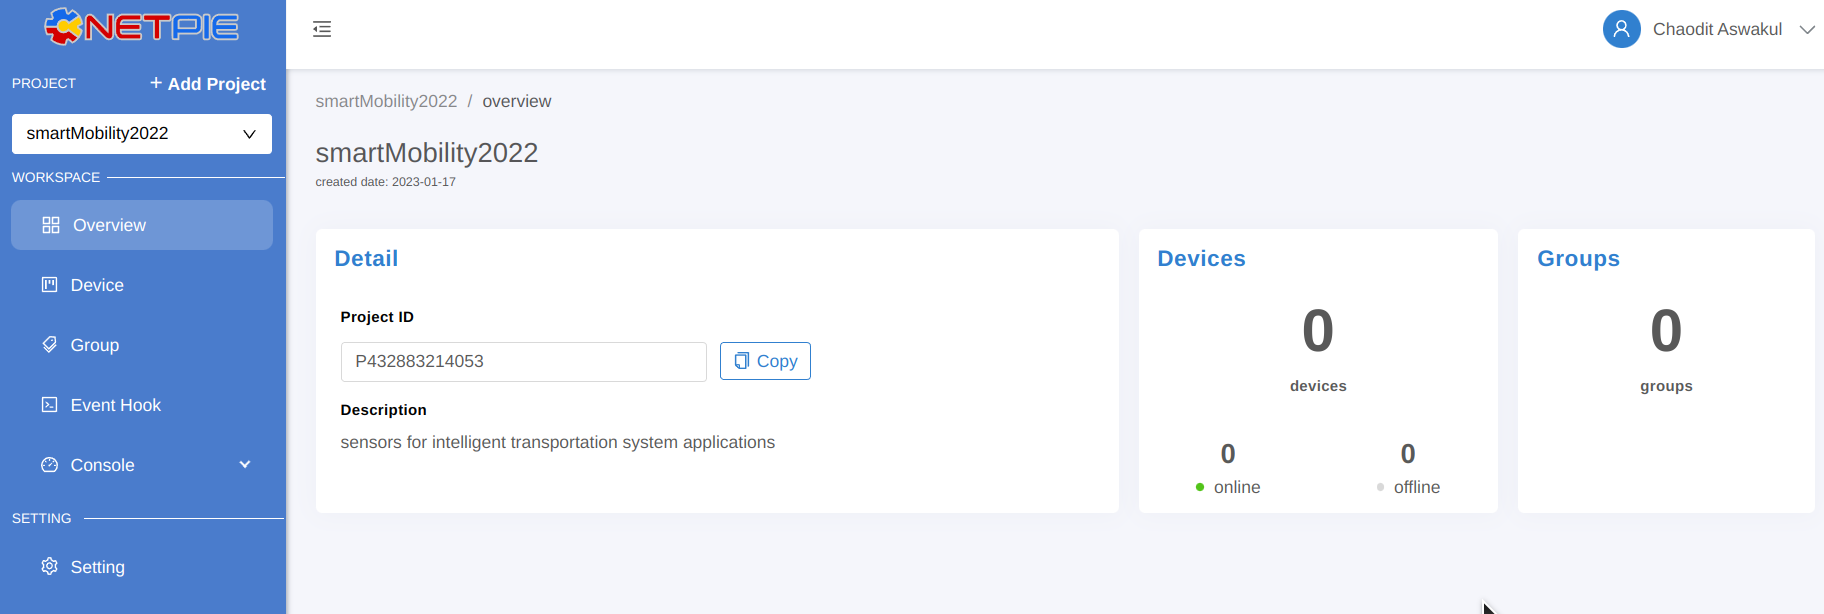 NETPIE
PROJECT
+ Add Project
smartMobility2022
WORKSPACE
Overview
Device
Group
Event Hook
Console
SETTING
Setting
Chaodit Aswakul
smartMobility2022 / overview
smartMobility2022
created date: 2023-01-17
Detail
Project ID
P432883214053
Copy
Description
sensors for intelligent transportation system applications
Devices
0
devices
0 0
online offline
Groups
0
groups